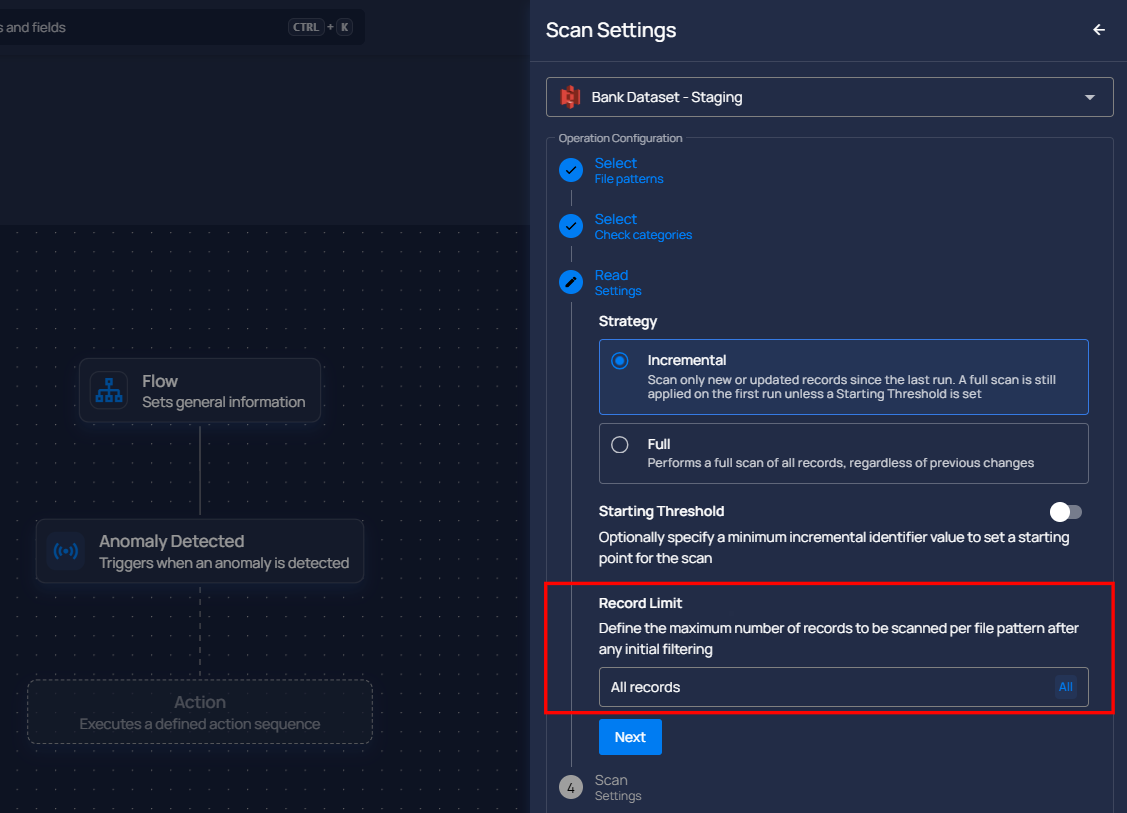 s and fields
CTRL + K
Flow
Sets general information
Anomaly Detected
Triggers when an anomaly is detected
Action
Executes a defined action sequence
Scan Settings
Bank Dataset - Staging
Operation Configuration
Select
File patterns
Select
Check categories
Read
Settings
Strategy
Incremental
Scan only new or updated records since the last run. A full scan is still
applied on the first run unless a Starting Threshold is set
Full
Performs a full scan of all records, regardless of previous changes
Starting Threshold
Optionally specify a minimum incremental identifier value to set a starting
point for the scan
Record Limit
Define the maximum number of records to be scanned per file pattern after
any initial filtering
All records All
Next
4 Scan
Settings